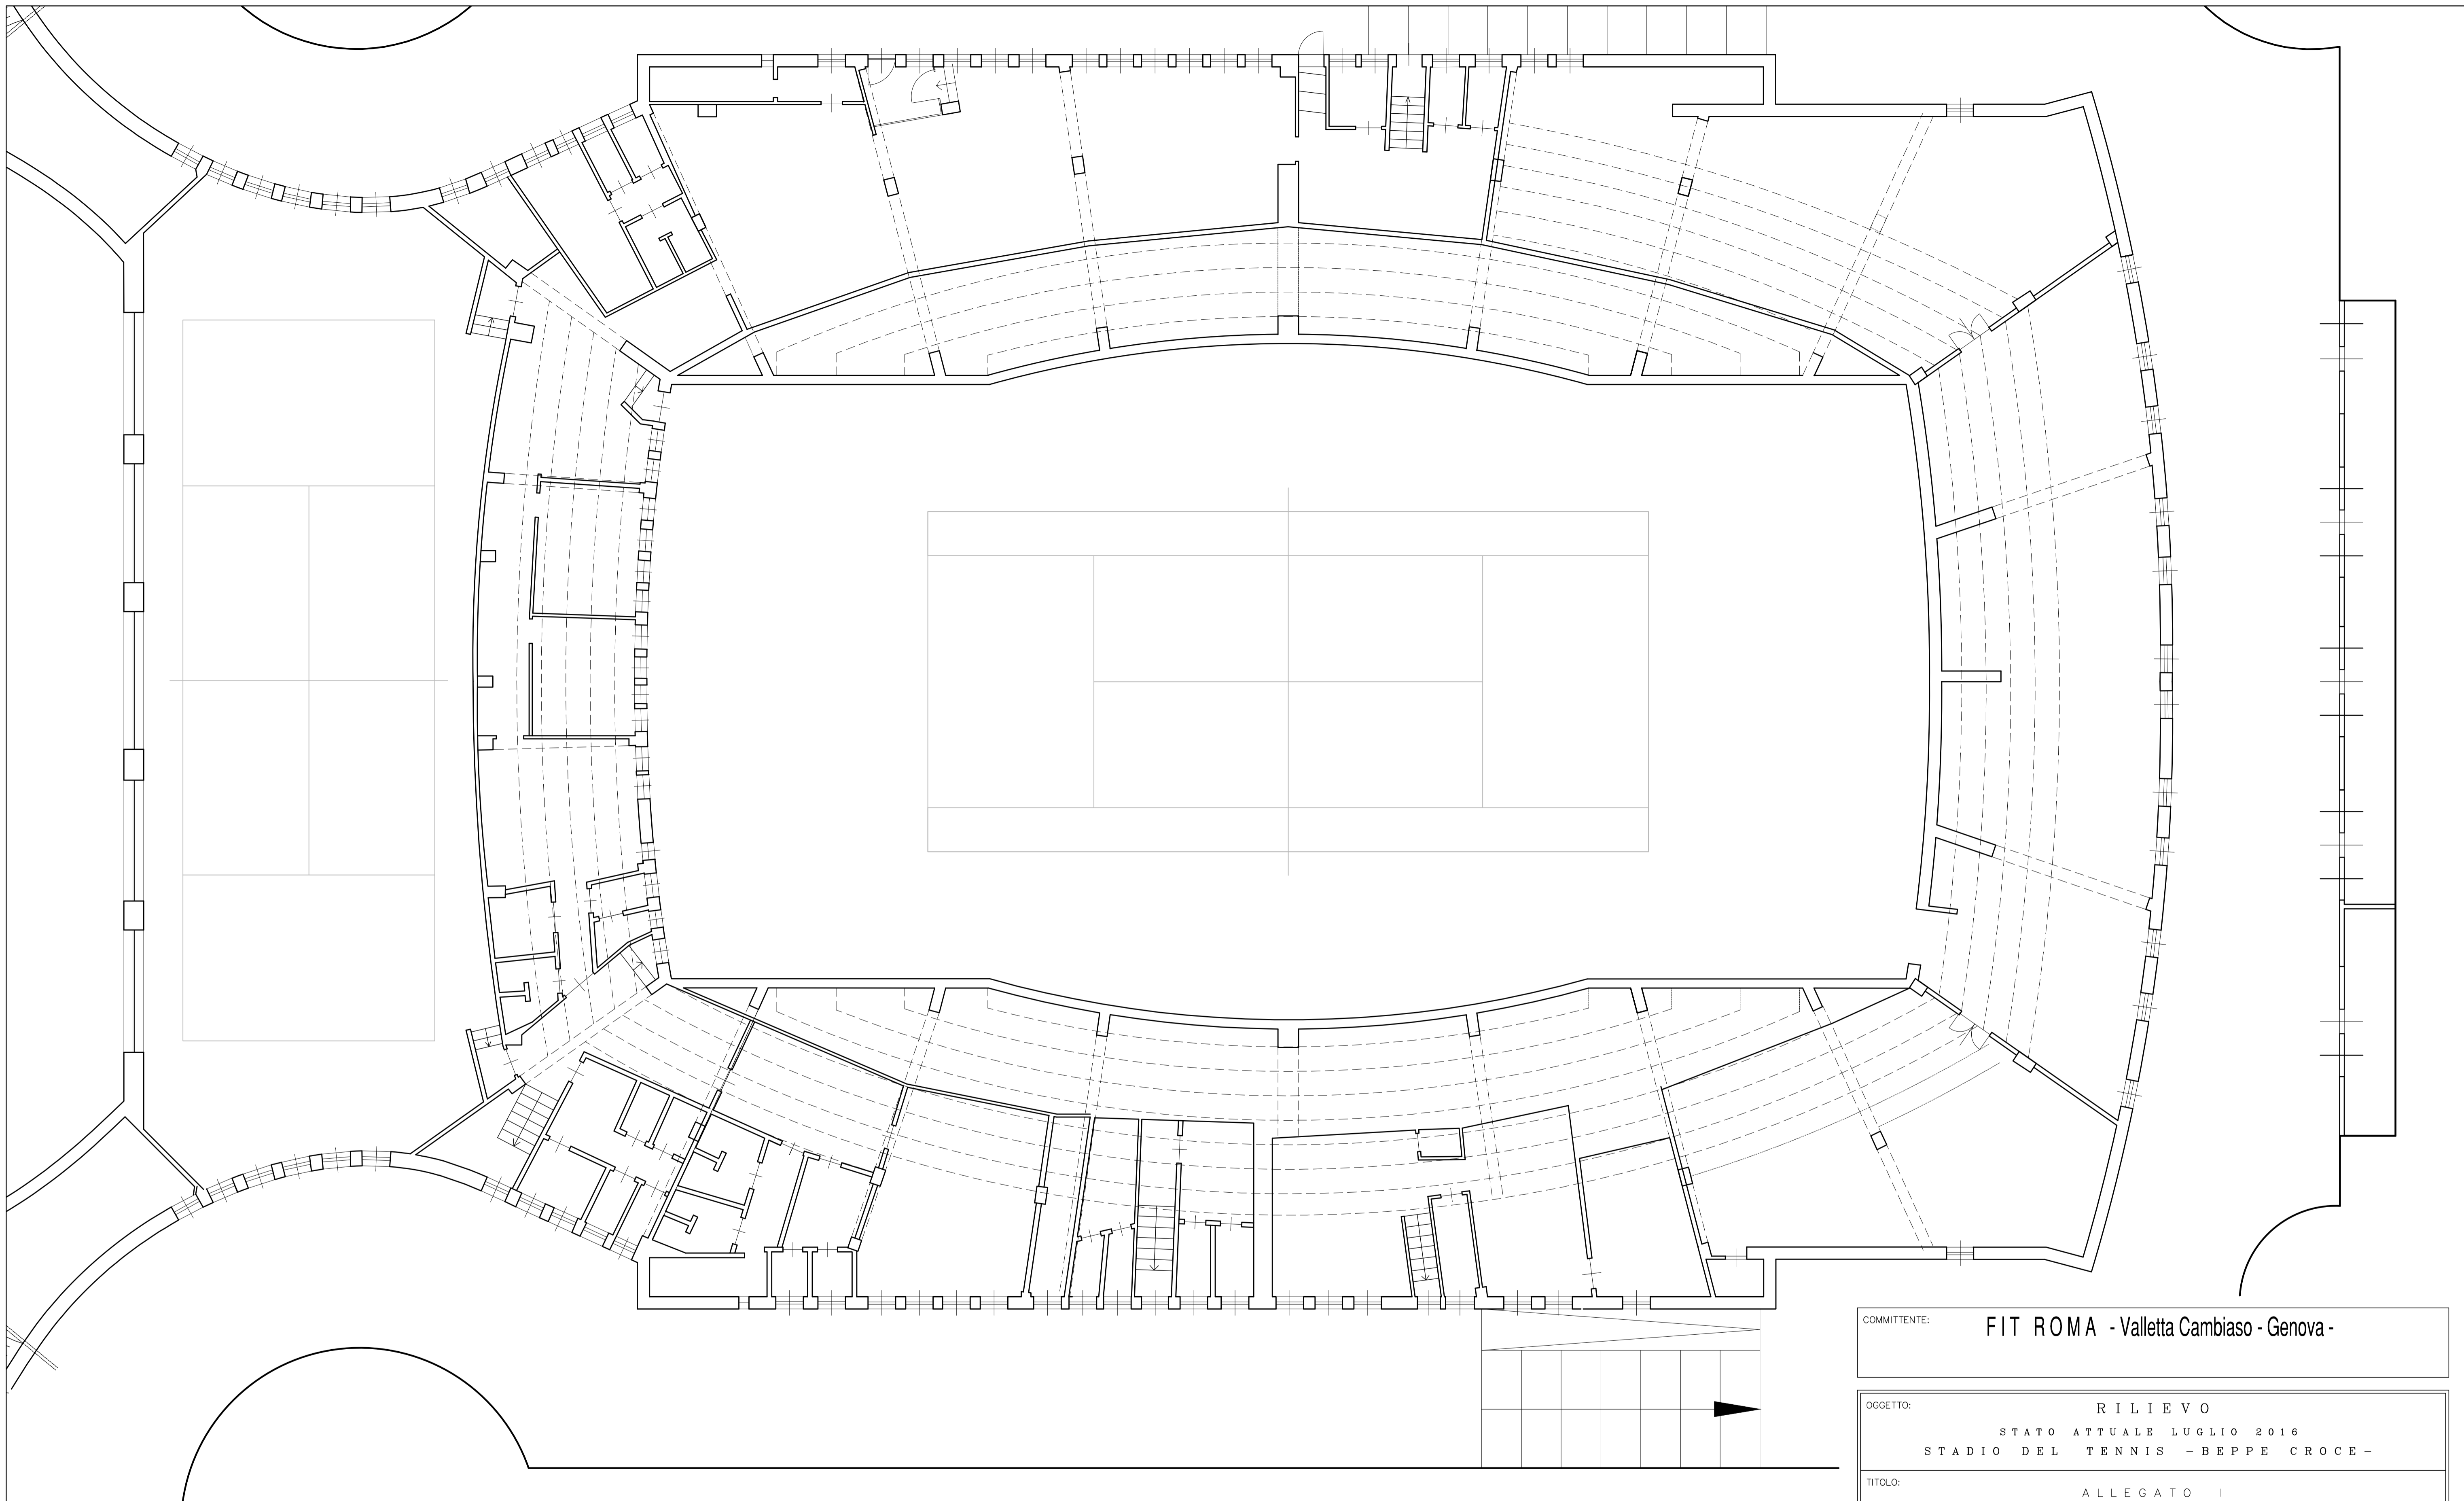 COMMITTENTE: FIT ROMA - Valletta Cambiaso - Genova -
OGGETTO: RILIEVO
STATO ATTUALE LUGLIO 2016
STADIO DEL TENNIS -BEPPE CROCE-
TITOLO:
ALLEGATO I